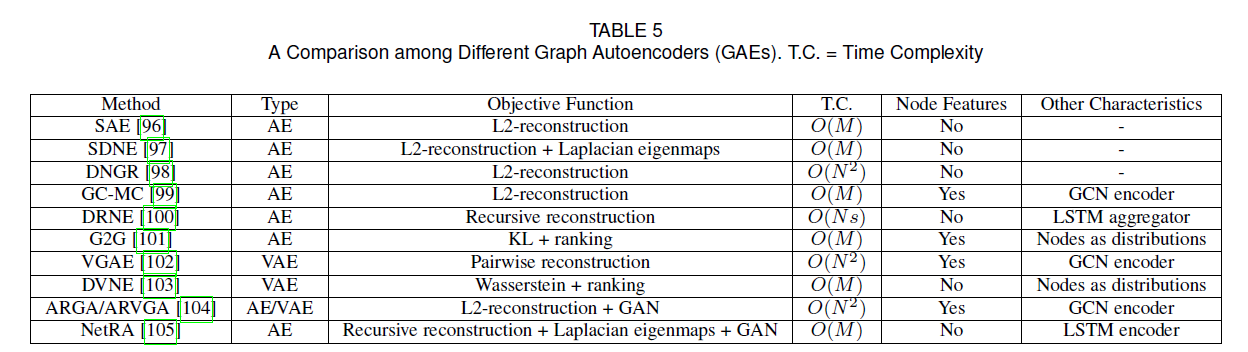 TABLE 5
A Comparison among Different Graph Autoencoders (GAEs). T.C. = Time Complexity
Method Type Objective Function T.C. Node Features Other Characteristics
SAE [96] AE L2-reconstruction O(M) No -
SDNE [97] AE L2-reconstruction + Laplacian eigenmaps O(M) No -
DNGR [98] AE L2-reconstruction O(N²) No -
GC-MC [99] AE L2-reconstruction O(M) Yes GCN encoder
DRNE [100] AE Recursive reconstruction O(Ns) No LSTM aggregator
G2G [101] AE KL + ranking O(M) Yes Nodes as distributions
VGAE [102] VAE Pairwise reconstruction O(N²) Yes GCN encoder
DVNE [103] VAE Wasserstein + ranking O(M) No Nodes as distributions
ARGA/ARVGA [104] AE/VAE L2-reconstruction + GAN O(N²) Yes GCN encoder
NetRA [105] AE Recursive reconstruction + Laplacian eigenmaps + GAN O(M) No LSTM encoder